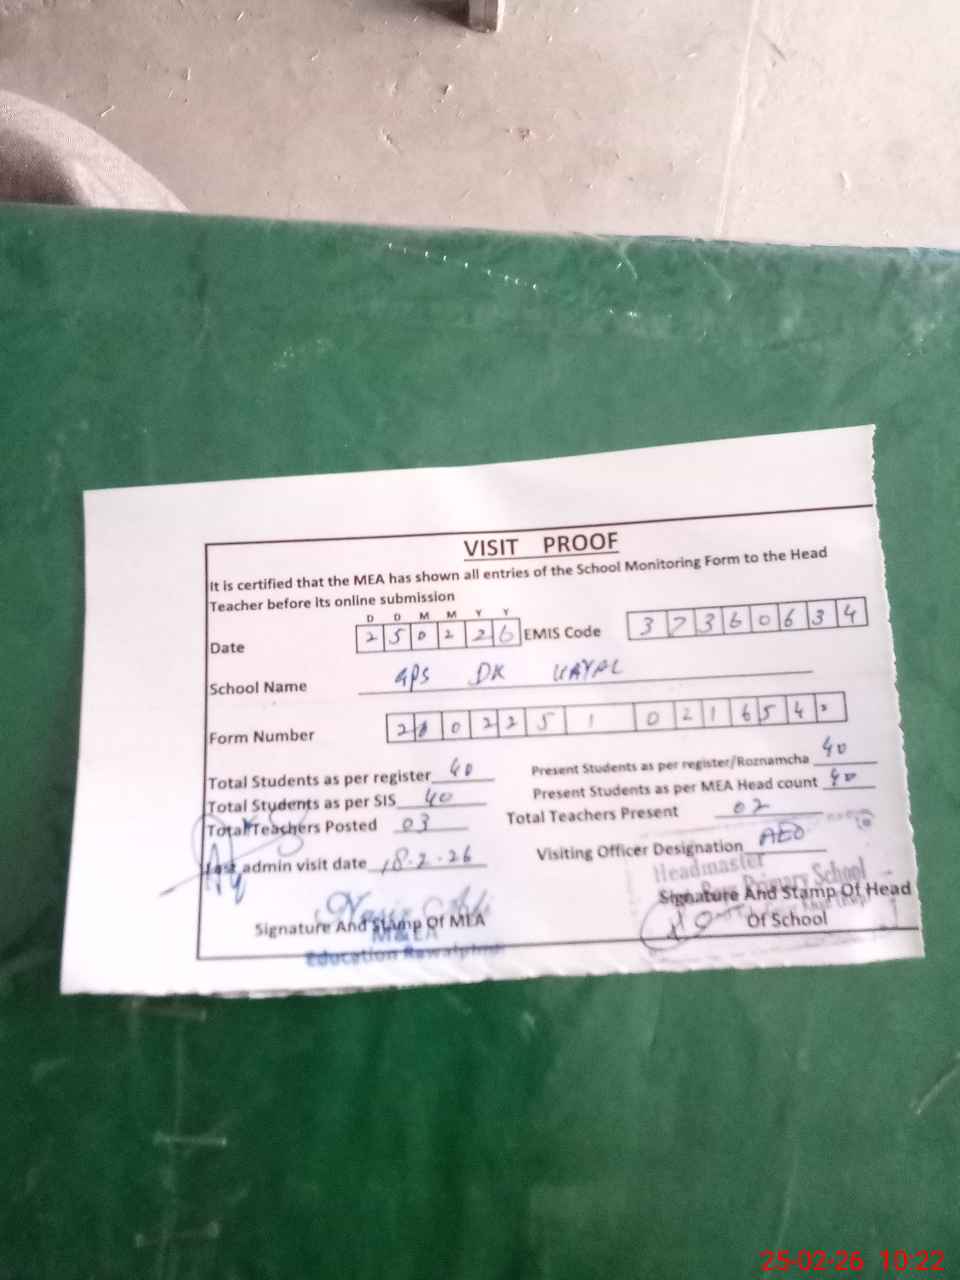 VISIT PROOF
It is certified that the MEA has shown all entries of the School Monitoring Form to the Head
Teacher before its online submission
D D M M Y Y
Date 2 5 0 2 2 6 EMIS Code 3 7 3 6 0 6 3 4
School Name GPS DK
Form Number
Total Students as per register 40 Present Students as per register/Roznamcha 40
Total Students as per SIS 40 Present Students as per MEA Head count 40
Total Teachers Posted 03 Total Teachers Present 02
Last admin visit date 18-2-26 Visiting Officer Designation AEO
Headmaster
Primary School
Signature And Stamp Of MEA Signature And Stamp Of Head
Of School
M&EA
Education Rawalpindi
25-02-26 10:22